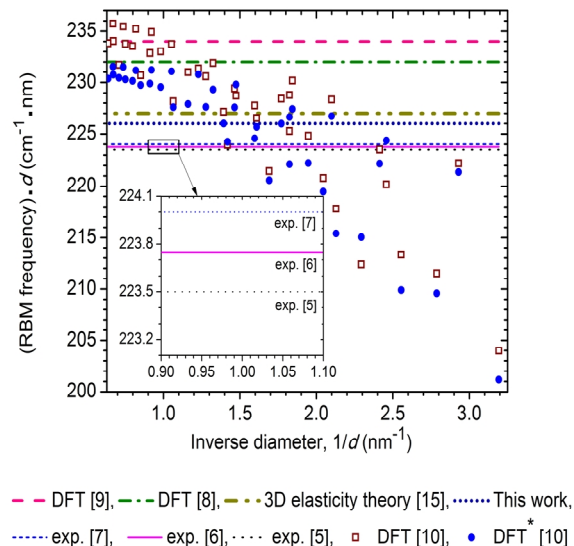 (RBM frequency).d (cm⁻¹.nm)
235
230
225
220
215
210
205
200
224.1
223.8
223.5
223.2
exp. [7]
exp. [6]
exp. [5]
0.90 0.95 1.00 1.05 1.10
1.0 1.5 2.0 2.5 3.0
Inverse diameter, 1/d (nm⁻¹)
DFT [9], DFT [8], 3D elasticity theory [15], This work,
exp. [7], exp. [6], exp. [5], DFT [10], DFT* [10]